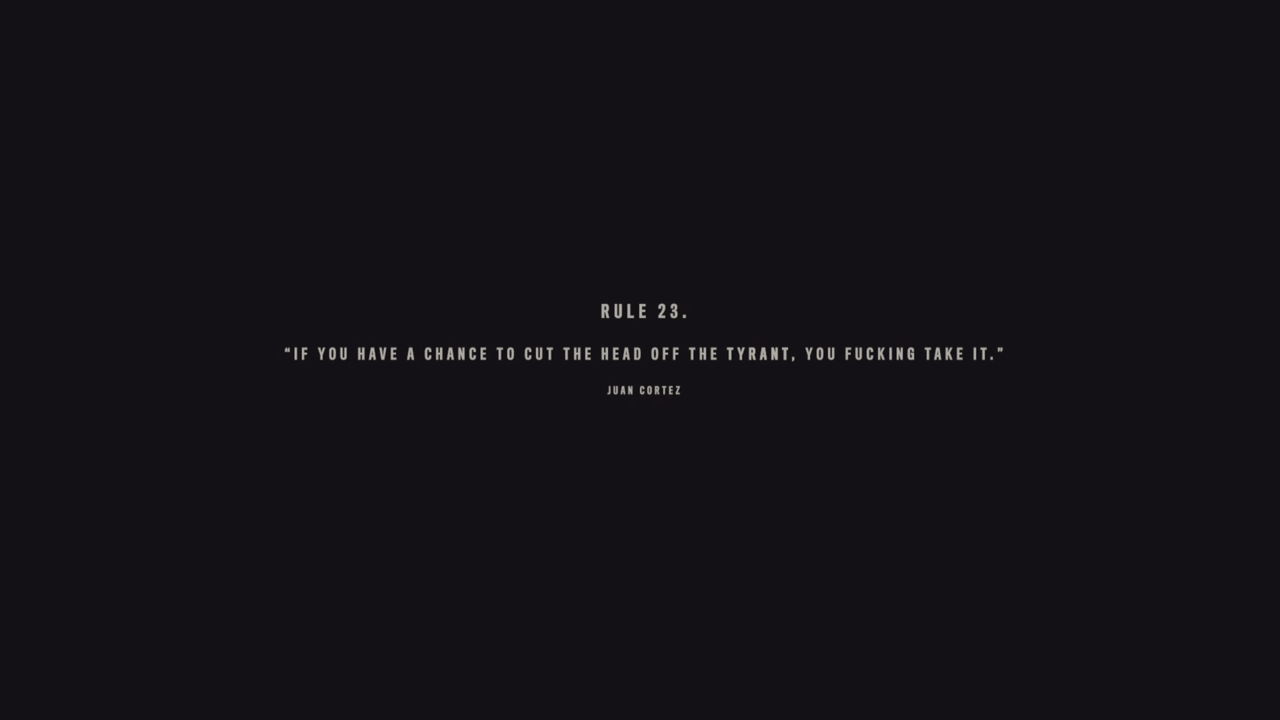 RULE 23.
“IF YOU HAVE A CHANCE TO CUT THE HEAD OFF THE TYRANT, YOU FUCKING TAKE IT.”
JUAN CORTEZ